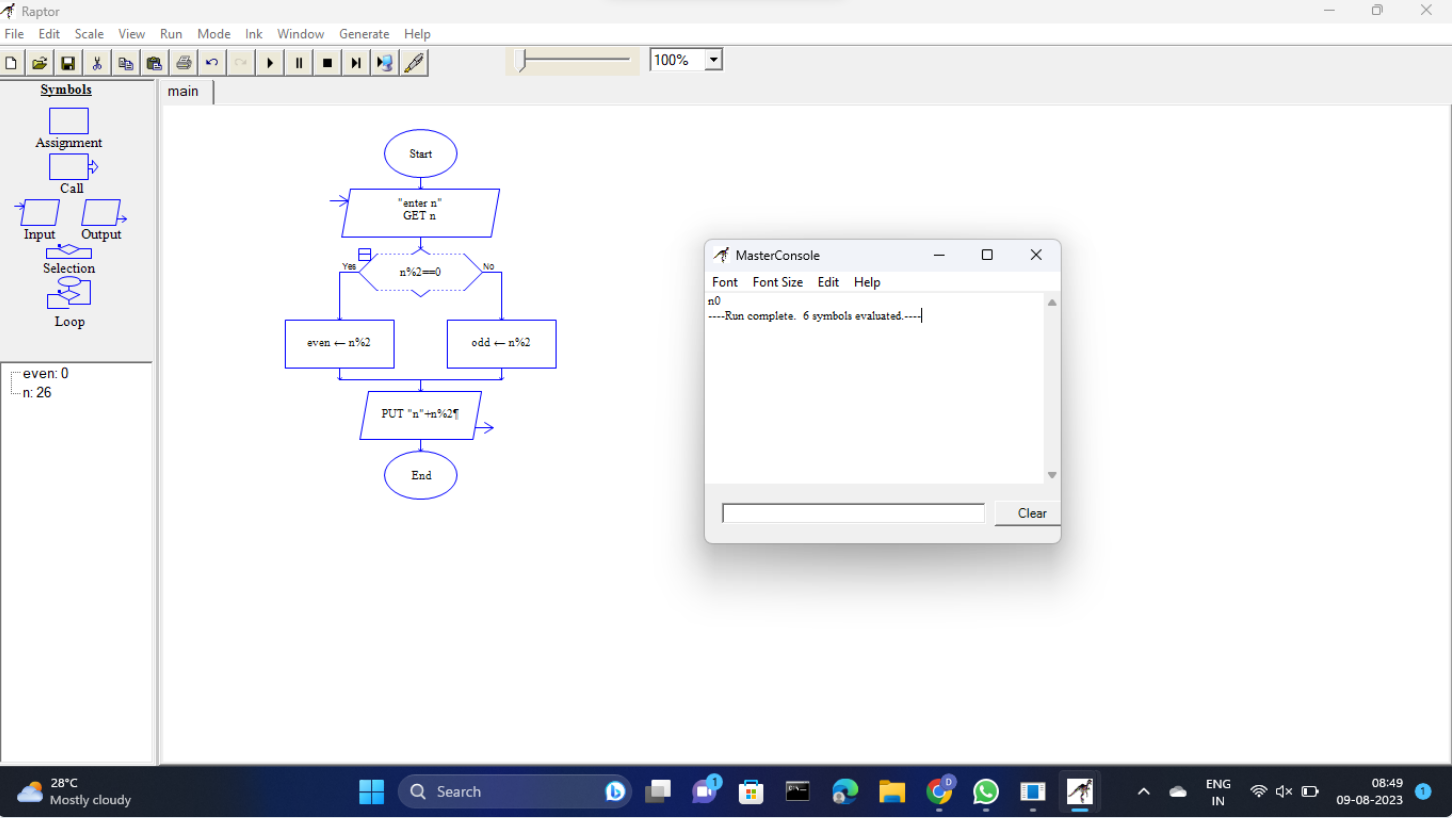 Raptor
File Edit Scale View Run Mode Ink Window Generate Help
100%
Symbols
Assignment
Call
Input Output
Selection
Loop
even: 0
n: 26
main
Start
"enter n"
GET n
Yes n%2==0 No
even ← n%2 odd ← n%2
PUT "n"+n%2¶
End
MasterConsole
Font Font Size Edit Help
n0
----Run complete.  6 symbols evaluated.----
Clear
28°C
Mostly cloudy
Search
1
D
ENG
IN
08:49
09-08-2023
1